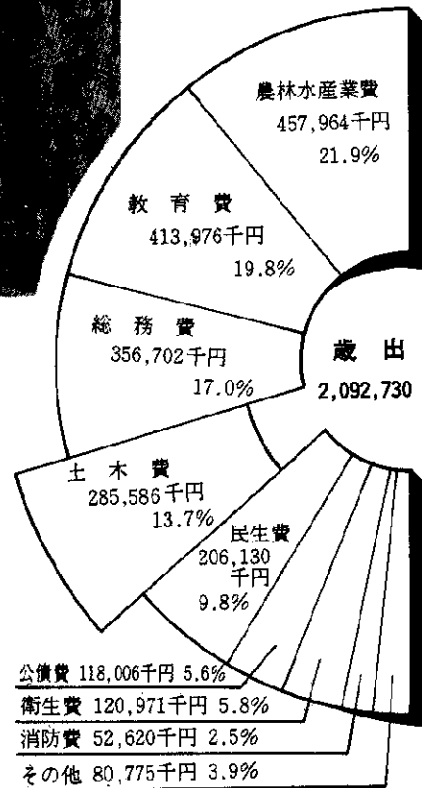 農林水産業費
457,964千円
21.9%
教育費
413,976千円
19.8%
総務費
356,702千円
17.0%
歳出
2,092,730
土木費
285,586千円
13.7%
民生費
206,130
千円
9.8%
公債費 118,006千円 5.6%
衛生費 120,971千円 5.8%
消防費 52,620千円 2.5%
その他 80,775千円 3.9%